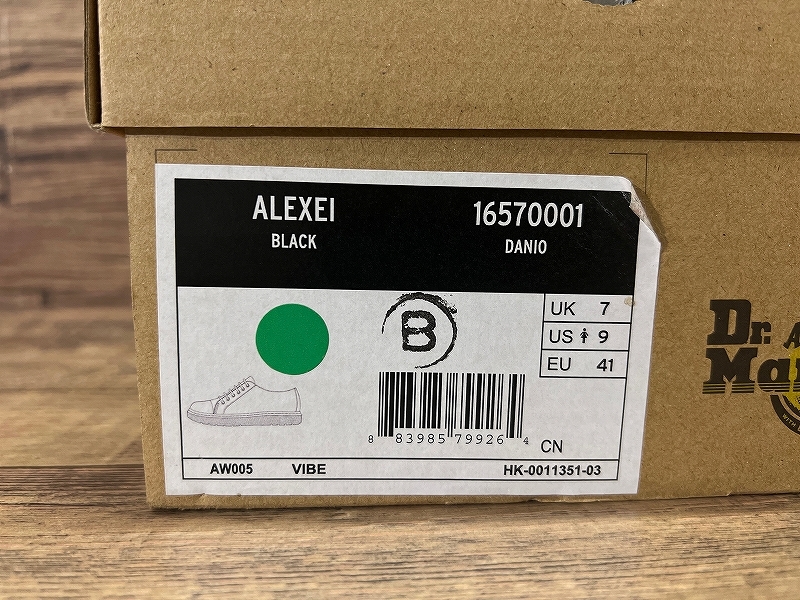 ALEXEI 16570001
BLACK DANIO
B
UK 7
US 9
EU 41
8 83985 79926 4
CN
AW005 VIBE HK-0011351-03
Dr.